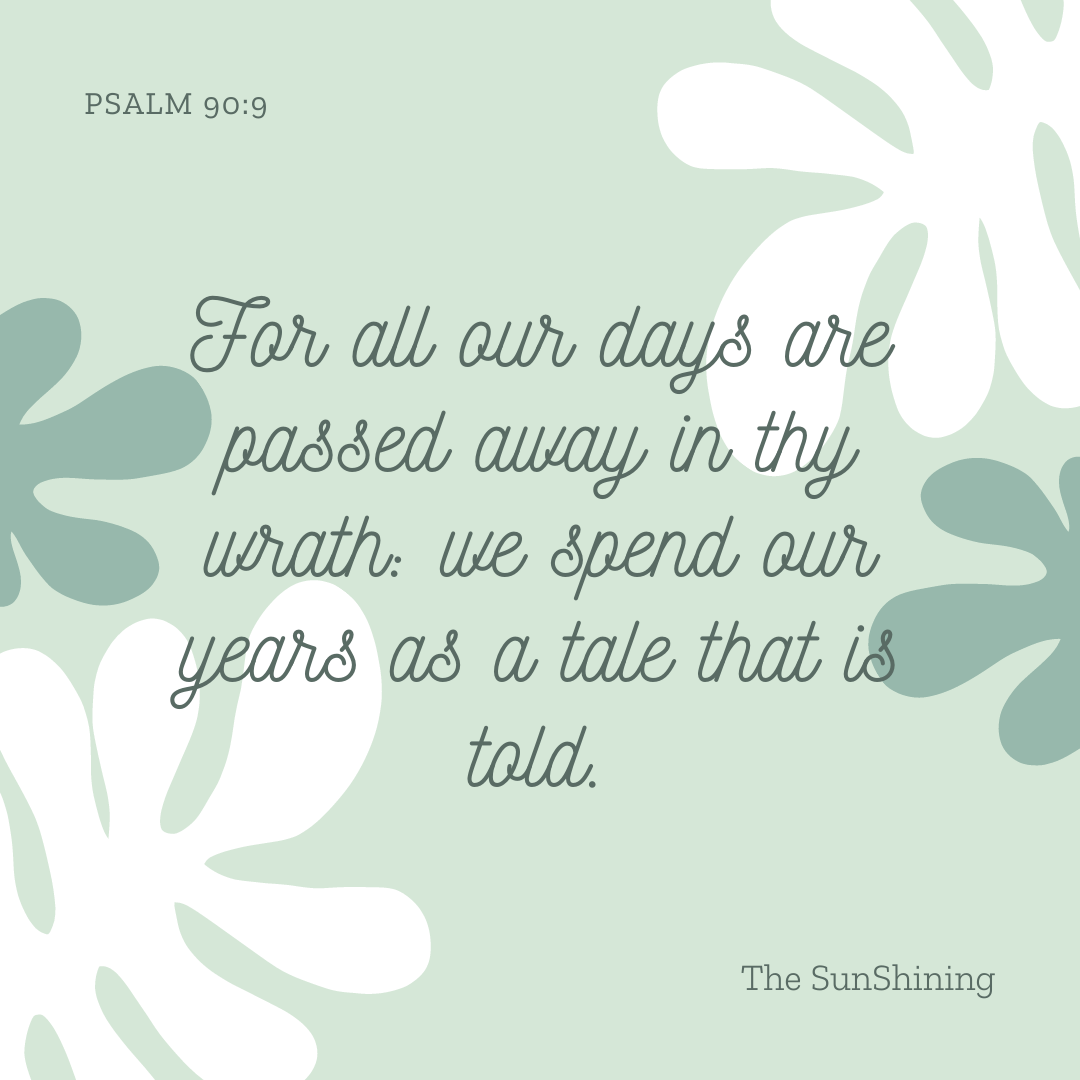 PSALM 90:9
For all our days are
passed away in thy
wrath: we spend our
years as a tale that is
told.
The SunShining